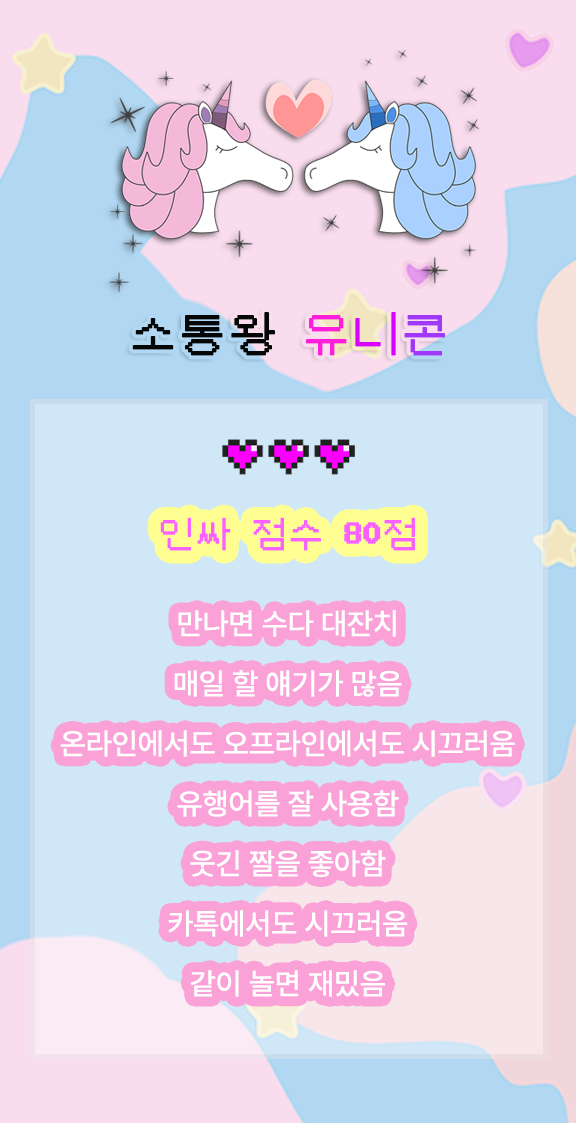 소통왕 유니콘
인싸 점수 80점
만나면 수다 대잔치
매일 할 얘기가 많음
온라인에서도 오프라인에서도 시끄러움
유행어를 잘 사용함
웃긴 짤을 좋아함
카톡에서도 시끄러움
같이 놀면 재밌음